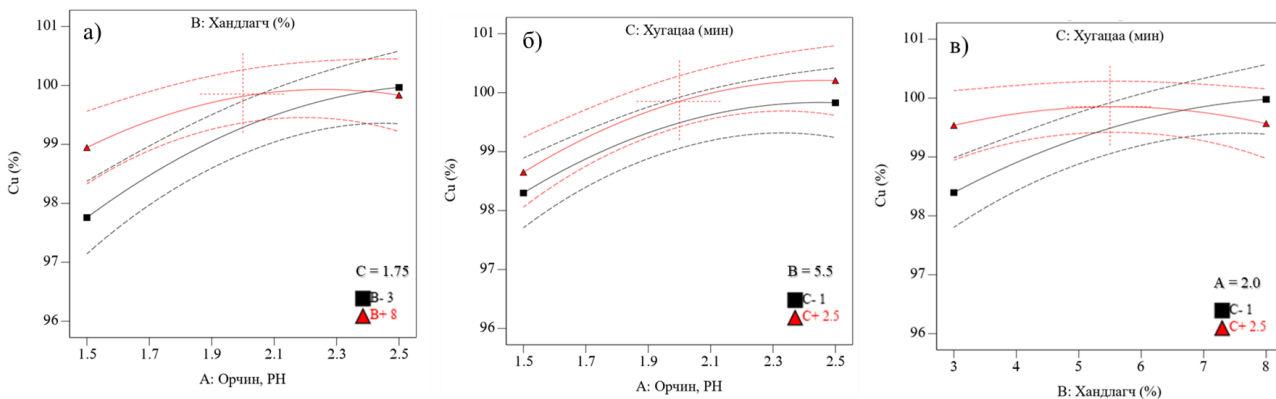 а)
B: Хандлагч (%)
101
100
99
98
97
96
Cu (%)
C = 1.75
B- 3
B+ 8
1.5 1.7 1.9 2.1 2.3 2.5
A: Орчин, PH
б)
C: Хугацаа (мин)
101
100
99
98
97
96
Cu (%)
B = 5.5
C- 1
C+ 2.5
1.5 1.7 1.9 2.1 2.3 2.5
A: Орчин, PH
в)
C: Хугацаа (мин)
101
100
99
98
97
96
Cu (%)
A = 2.0
C- 1
C+ 2.5
3 4 5 6 7 8
B: Хандлагч (%)